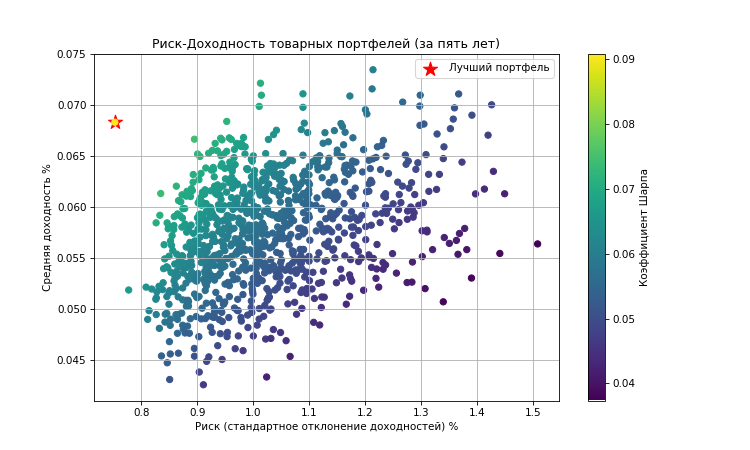 Риск-Доходность товарных портфелей (за пять лет)
Лучший портфель
Средняя доходность %
0.075
0.070
0.065
0.060
0.055
0.050
0.045
0.8 0.9 1.0 1.1 1.2 1.3 1.4 1.5
Риск (стандартное отклонение доходностей) %
0.09
0.08
0.07
0.06
0.05
0.04
Коэффициент Шарпа